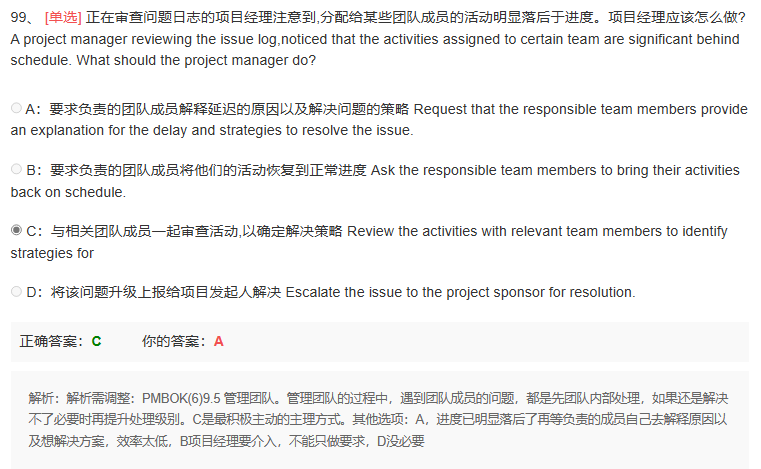 99、 [单选] 正在审查问题日志的项目经理注意到,分配给某些团队成员的活动明显落后于进度。项目经理应该怎么做?
A project manager reviewing the issue log,noticed that the activities assigned to certain team are significant behind
schedule. What should the project manager do?
A：要求负责的团队成员解释延迟的原因以及解决问题的策略 Request that the responsible team members provide
an explanation for the delay and strategies to resolve the issue.
B：要求负责的团队成员将他们的活动恢复到正常进度 Ask the responsible team members to bring their activities
back on schedule.
C：与相关团队成员一起审查活动,以确定解决策略 Review the activities with relevant team members to identify
strategies for
D：将该问题升级上报给项目发起人解决 Escalate the issue to the project sponsor for resolution.
正确答案：C 你的答案：A
解析：解析需调整：PMBOK(6)9.5 管理团队。管理团队的过程中，遇到团队成员的问题，都是先团队内部处理，如果还是解决
不了必要时再提升处理级别。C是最积极主动的主理方式。其他选项：A，进度已明显落后了再等负责的成员自己去解释原因以
及想解决方案，效率太低，B项目经理要介入，不能只做要求，D没必要